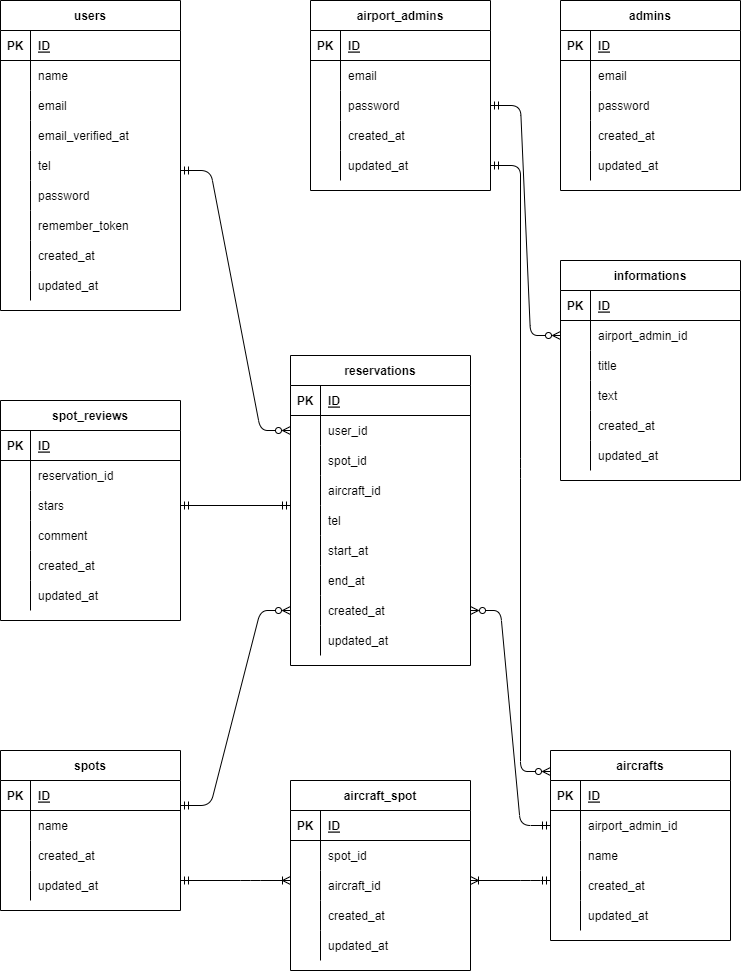 users
PK ID
name
email
email_verified_at
tel
password
remember_token
created_at
updated_at
airport_admins
PK ID
email
password
created_at
updated_at
admins
PK ID
email
password
created_at
updated_at
informations
PK ID
airport_admin_id
title
text
created_at
updated_at
reservations
PK ID
user_id
spot_id
aircraft_id
tel
start_at
end_at
created_at
updated_at
spot_reviews
PK ID
reservation_id
stars
comment
created_at
updated_at
spots
PK ID
name
created_at
updated_at
aircraft_spot
PK ID
spot_id
aircraft_id
created_at
updated_at
aircrafts
PK ID
airport_admin_id
name
created_at
updated_at